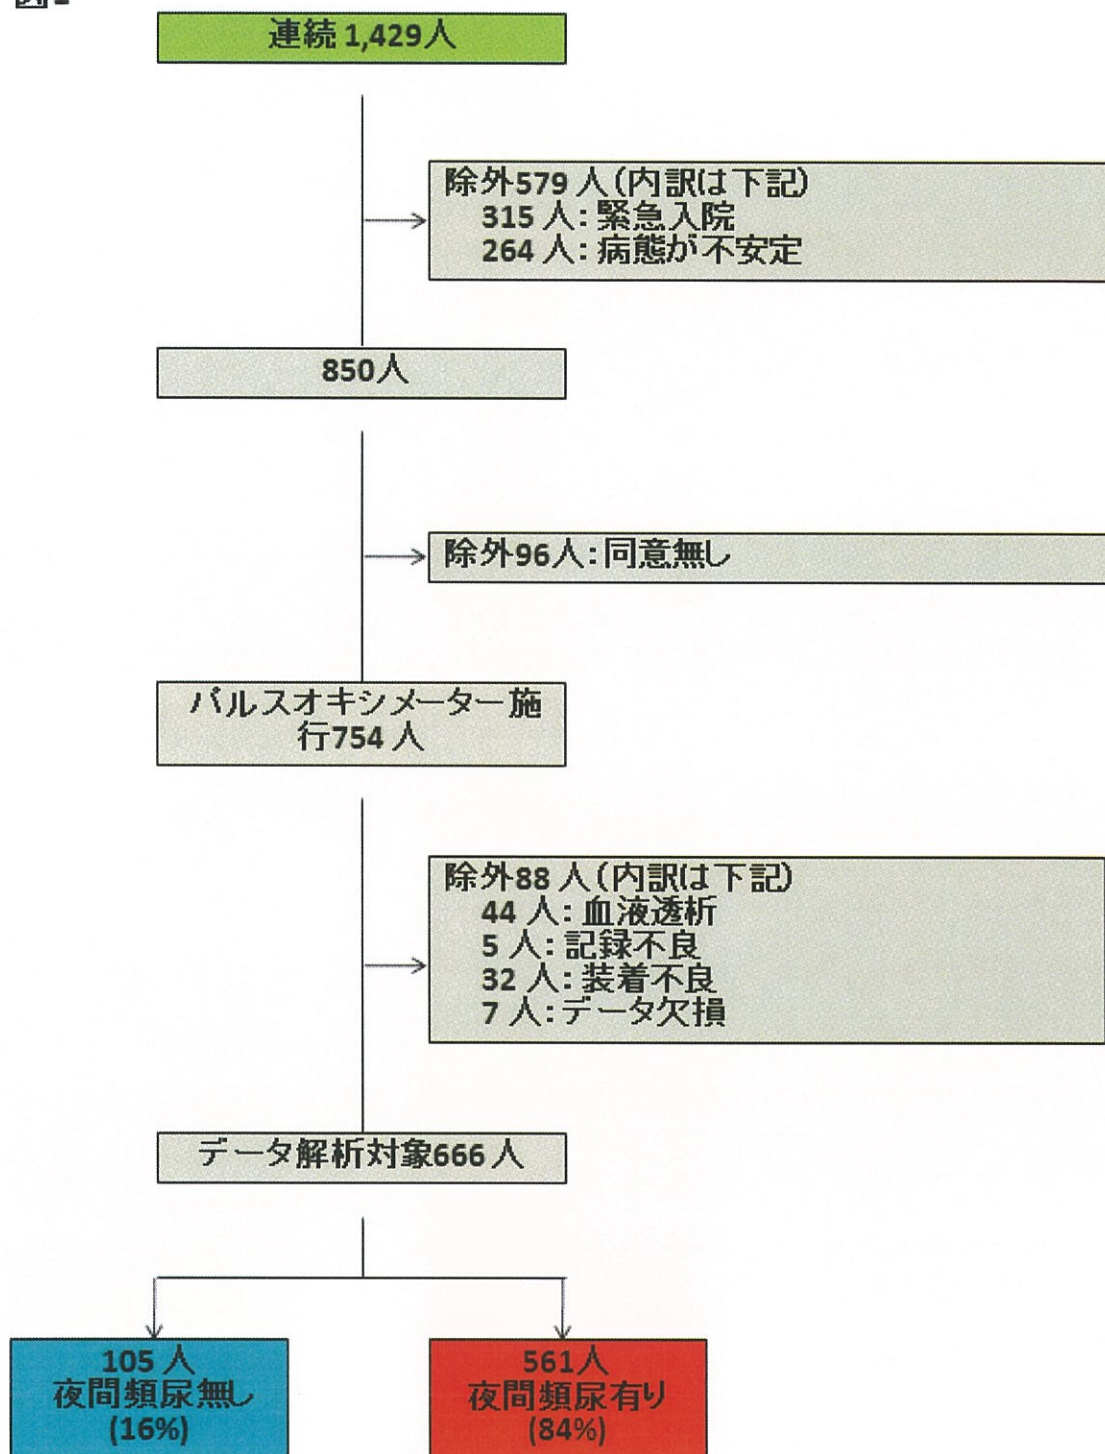 連続 1,429人
除外579 人(内訳は下記)
315 人: 緊急入院
264 人: 病態が不安定
850人
除外96人: 同意無し
パルスオキシメーター施
行754 人
除外88 人(内訳は下記)
44 人: 血液透析
5 人: 記録不良
32 人: 装着不良
7 人: データ欠損
データ解析対象666 人
105 人
夜間頻尿無し
(16%)
561人
夜間頻尿有り
(84%)